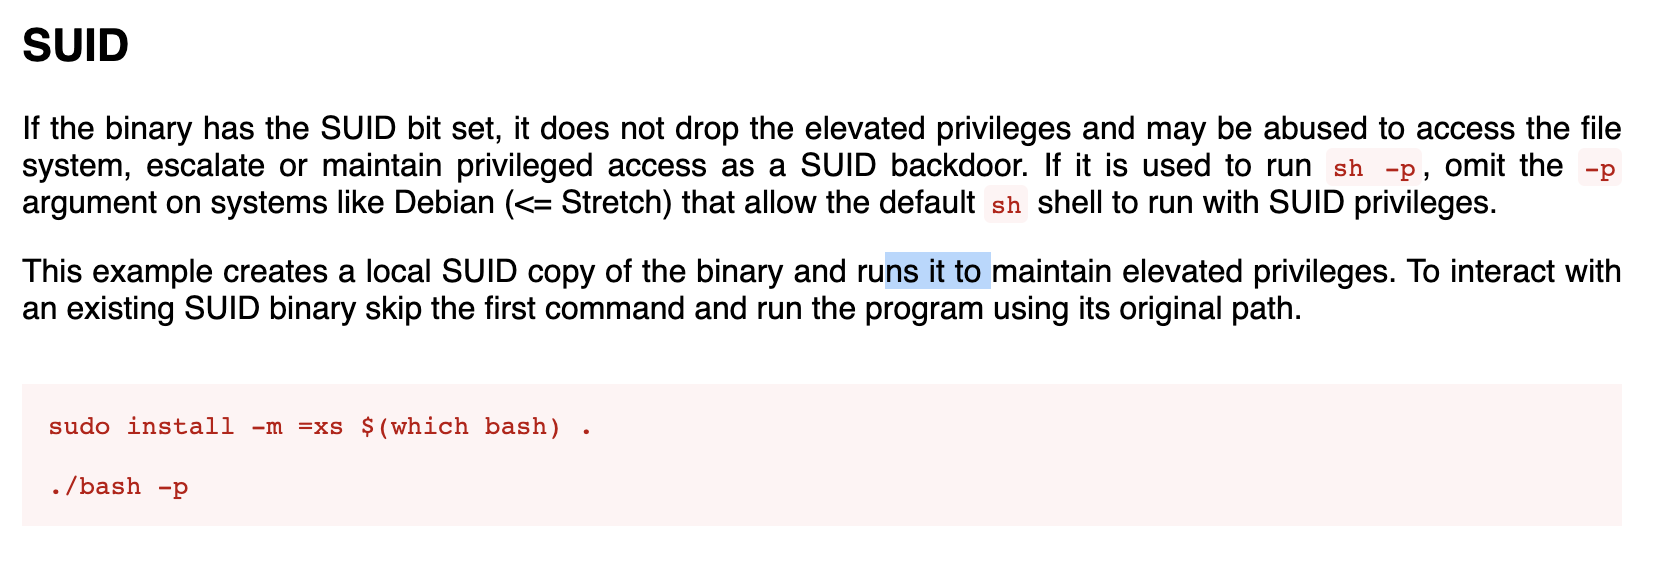 SUID
If the binary has the SUID bit set, it does not drop the elevated privileges and may be abused to access the file
system, escalate or maintain privileged access as a SUID backdoor. If it is used to run sh -p, omit the -p
argument on systems like Debian (<= Stretch) that allow the default sh shell to run with SUID privileges.
This example creates a local SUID copy of the binary and runs it to maintain elevated privileges. To interact with
an existing SUID binary skip the first command and run the program using its original path.
sudo install -m =xs $(which bash) .
./bash -p